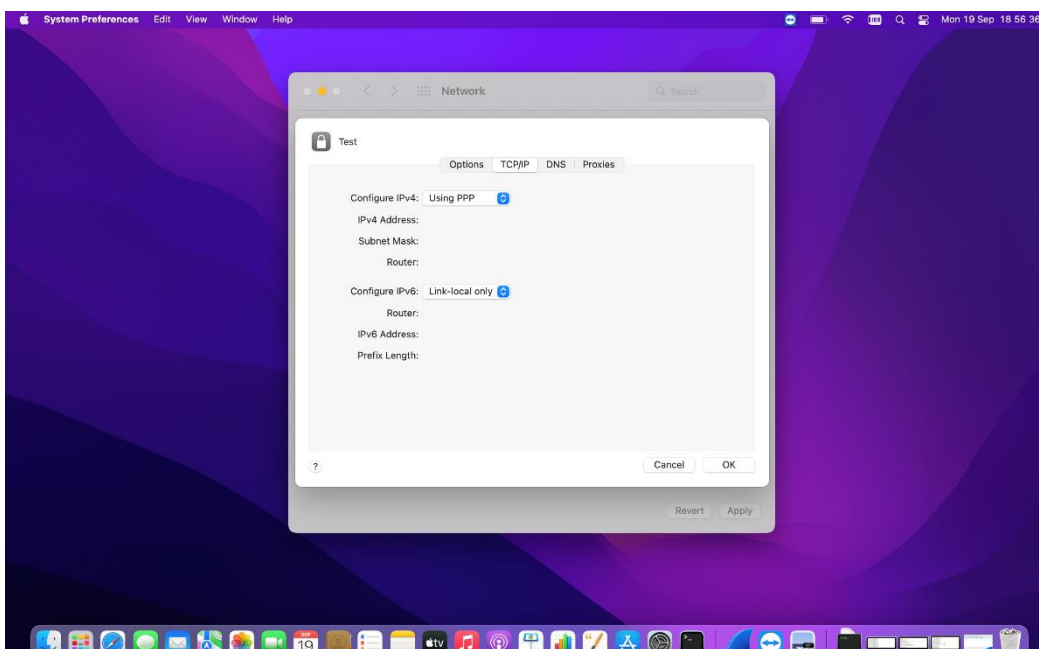 System Preferences Edit View Window Help Mon 19 Sep 18 56 36
Network Search
Test
Options TCP/IP DNS Proxies
Configure IPv4: Using PPP
IPv4 Address:
Subnet Mask:
Router:
Configure IPv6: Link-local only
Router:
IPv6 Address:
Prefix Length:
? Cancel OK
Revert Apply
SEP
19
tv